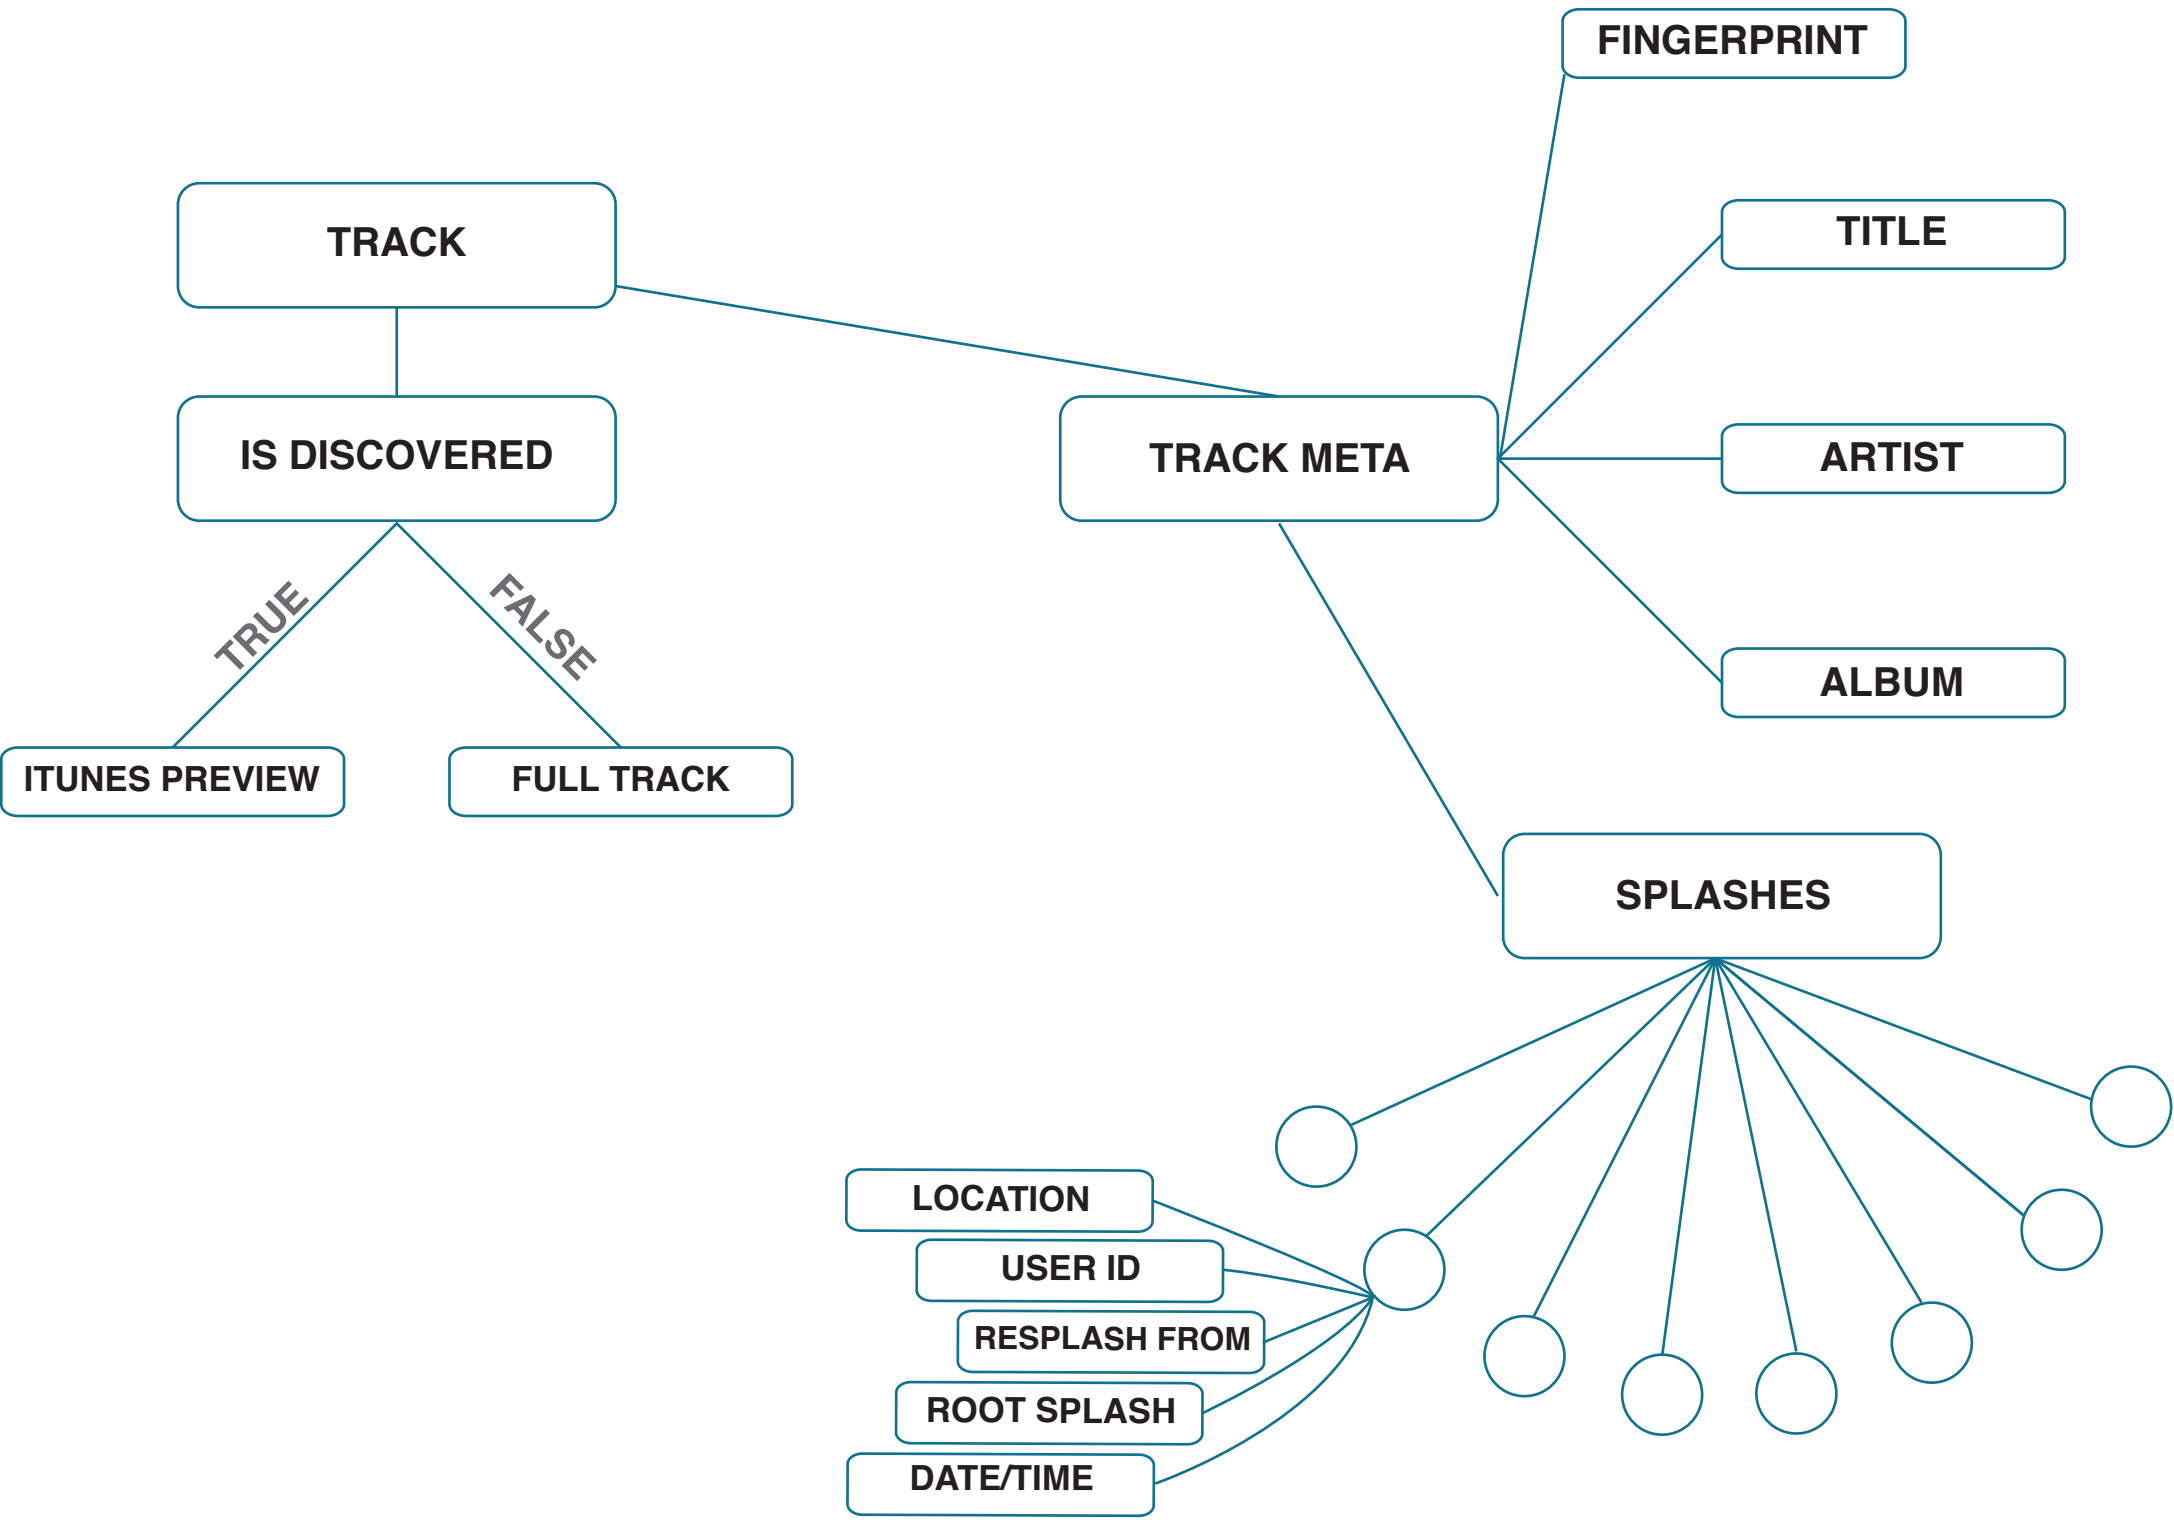 FINGERPRINT
TRACK
TITLE
IS DISCOVERED
TRACK META
ARTIST
TRUE
FALSE
ALBUM
ITUNES PREVIEW
FULL TRACK
SPLASHES
LOCATION
USER ID
RESPLASH FROM
ROOT SPLASH
DATE/TIME